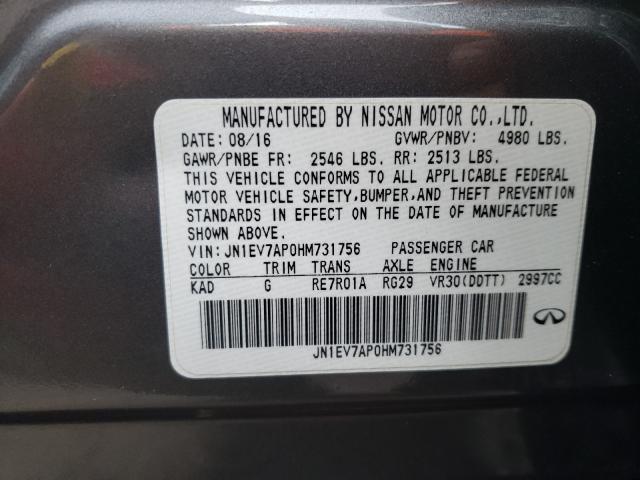 MANUFACTURED BY NISSAN MOTOR CO.,LTD.
DATE: 08/16 GVWR/PNBV: 4980 LBS.
GAWR/PNBE FR: 2546 LBS. RR: 2513 LBS.
THIS VEHICLE CONFORMS TO ALL APPLICABLE FEDERAL
MOTOR VEHICLE SAFETY,BUMPER,AND THEFT PREVENTION
STANDARDS IN EFFECT ON THE DATE OF MANUFACTURE
SHOWN ABOVE.
VIN:JN1EV7AP0HM731756 PASSENGER CAR
COLOR TRIM TRANS AXLE ENGINE
KAD G RE7R01A RG29 VR30(DDTT) 2997CC
JN1EV7AP0HM731756